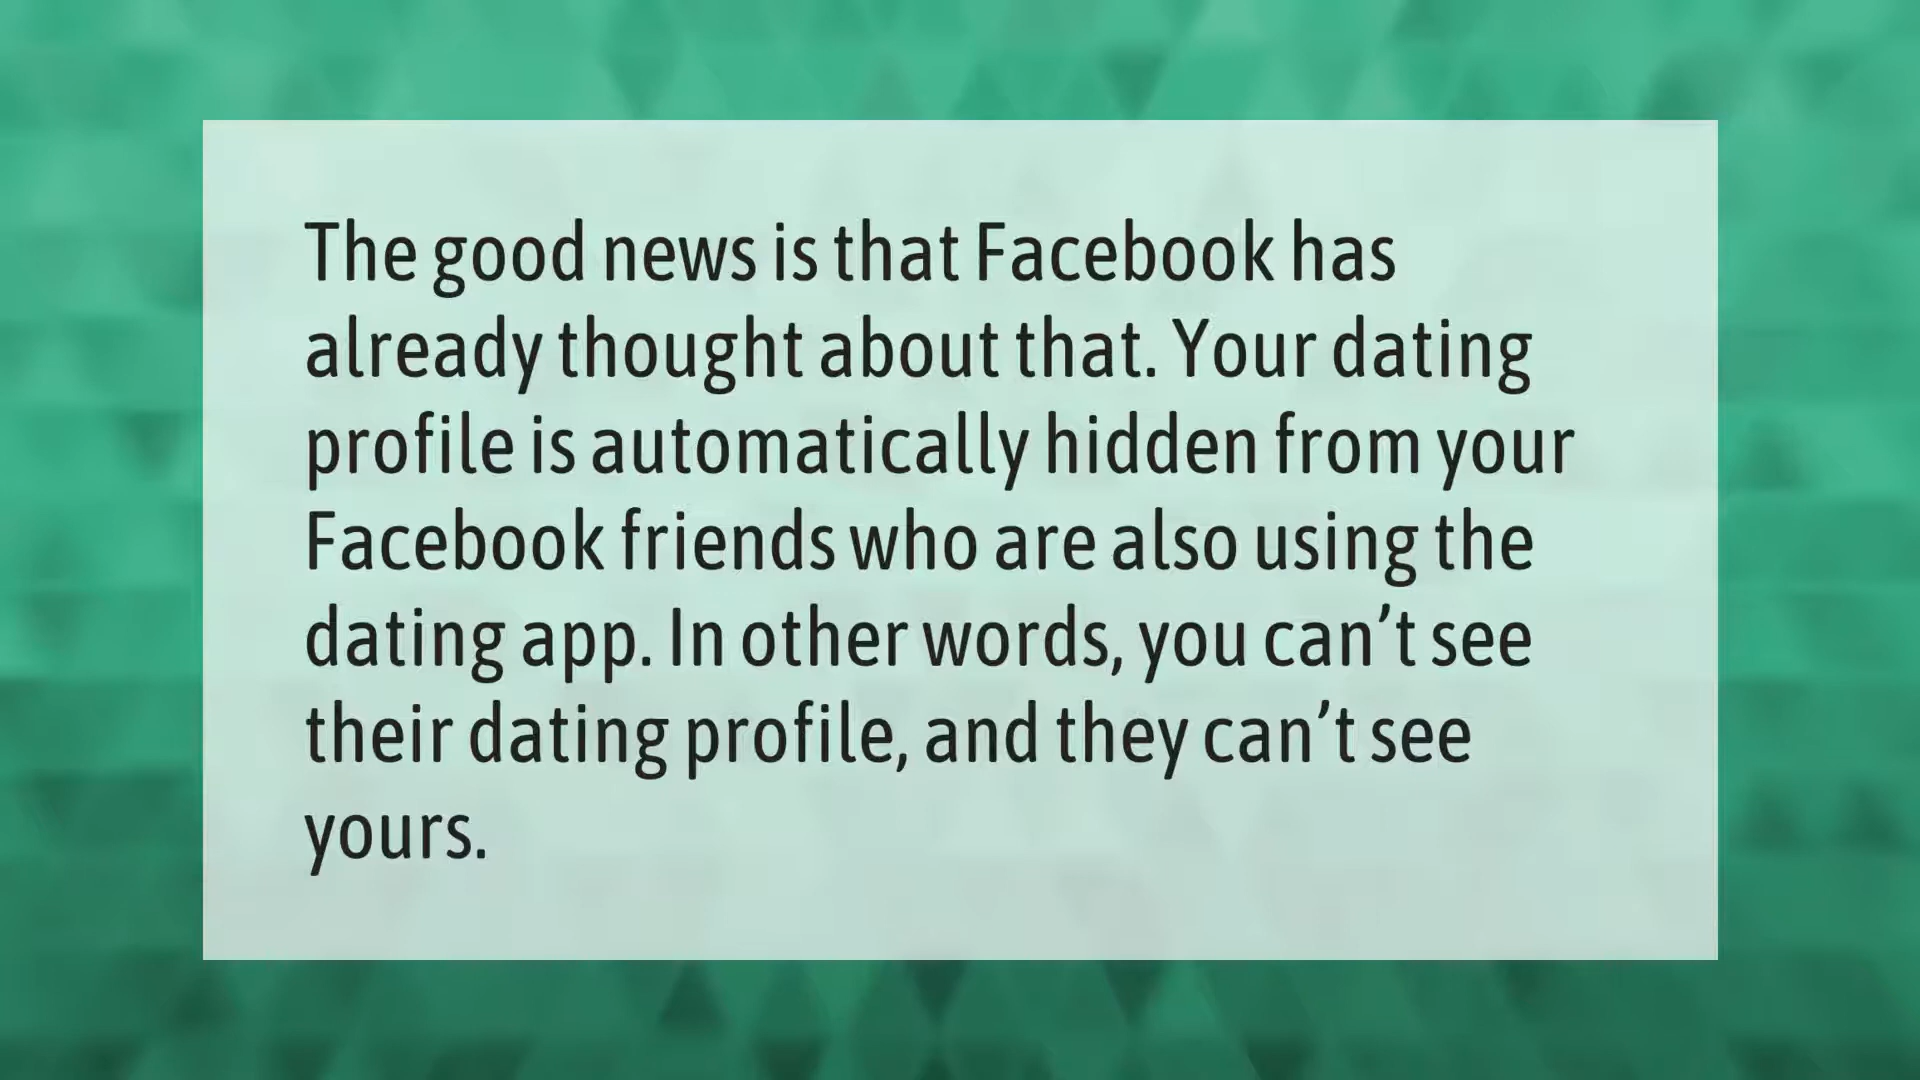 The good news is that Facebook has
already thought about that. Your dating
profile is automatically hidden from your
Facebook friends who are also using the
dating app. In other words, you can’t see
their dating profile, and they can’t see
yours.